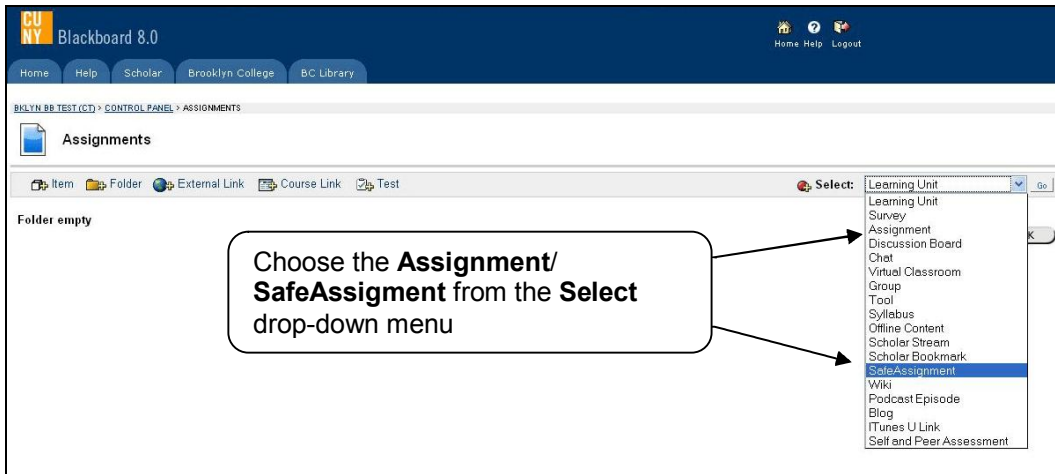 CU
NY
Blackboard 8.0
Home Help Logout
Home Help Scholar Brooklyn College BC Library
BKLYN BB TEST (CT) > CONTROL PANEL > ASSIGNMENTS
Assignments
Item Folder External Link Course Link Test Select: Learning Unit Go
Folder empty
Learning Unit
Survey
Assignment
Discussion Board
Chat
Virtual Classroom
Group
Tool
Syllabus
Offline Content
Scholar Stream
Scholar Bookmark
SafeAssignment
Wiki
Podcast Episode
Blog
ITunes U Link
Self and Peer Assessment
K
Choose the Assignment/
SafeAssigment from the Select
drop-down menu